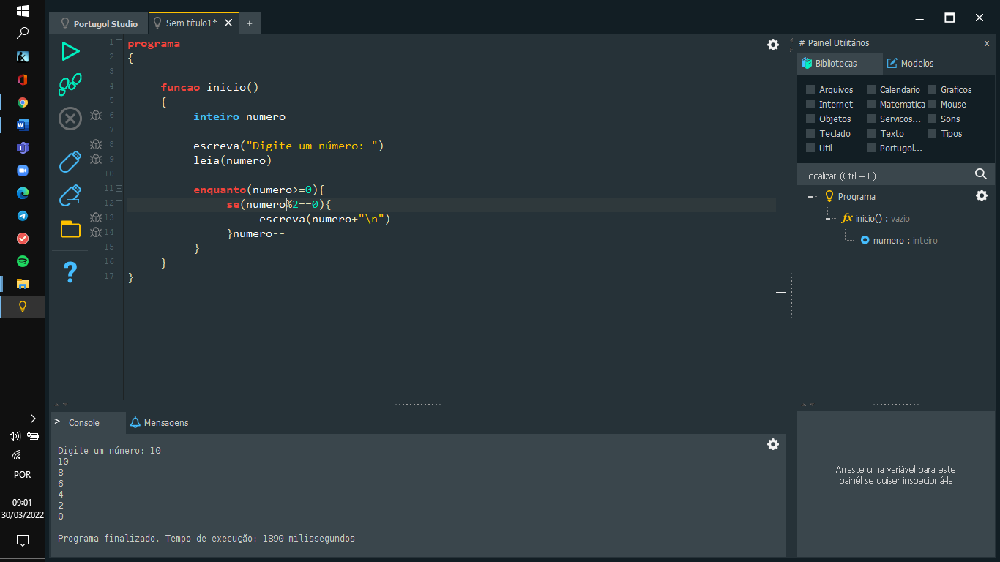 Portugol Studio
Sem título1*
+
1 programa
2 {
3
4 funcao inicio()
5 {
6 inteiro numero
7
8 escreva("Digite um número: ")
9 leia(numero)
10
11 enquanto(numero>=0){
12 se(numero%2==0){
13 escreva(numero+"\n")
14 }numero--
15 }
16 }
17 }
# Painel Utilitários x
Bibliotecas Modelos
Arquivos Calendario Graficos
Internet Matematica Mouse
Objetos Servicos... Sons
Teclado Texto Tipos
Util Portugol...
Localizar (Ctrl + L)
Programa
fx inicio() : vazio
numero : inteiro
>_ Console Mensagens
Digite um número: 10
10
8
6
4
2
0
Programa finalizado. Tempo de execução: 1890 milissegundos
Arraste uma variável para este
painél se quiser inspecioná-la
POR
09:01
30/03/2022